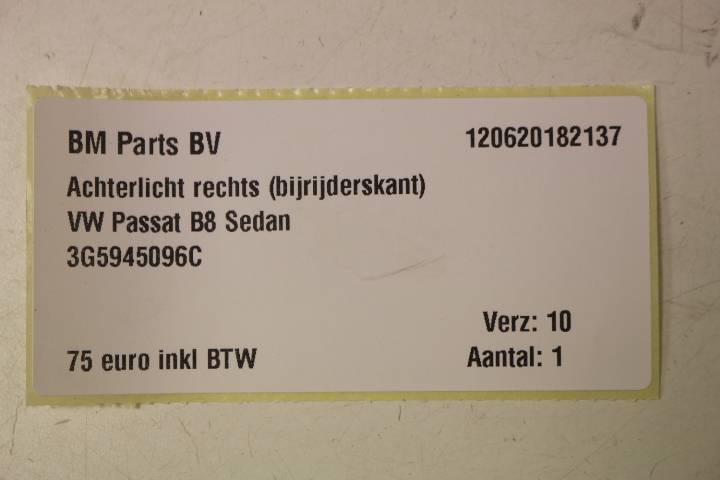 BM Parts BV 120620182137
Achterlicht rechts (bijrijderskant)
VW Passat B8 Sedan
3G5945096C
Verz: 10
75 euro inkl BTW Aantal: 1